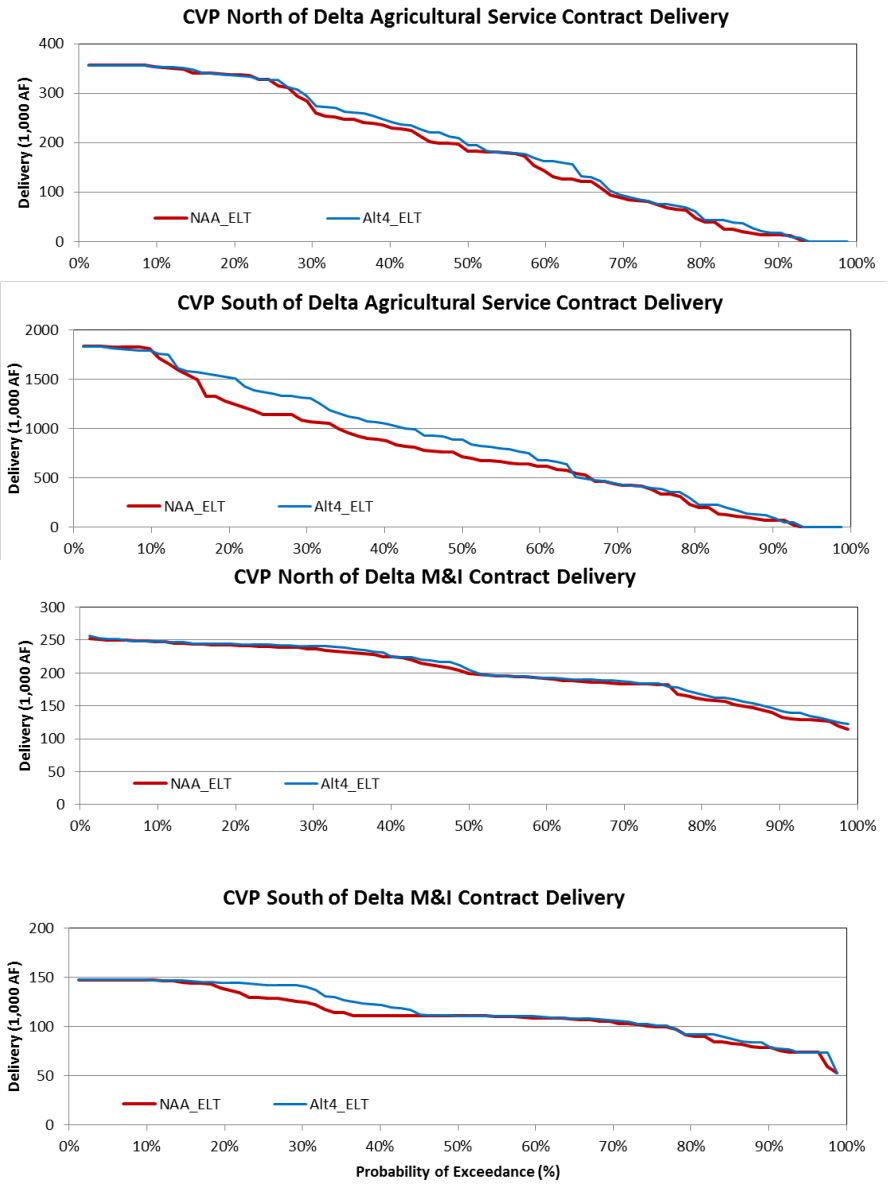 CVP North of Delta Agricultural Service Contract Delivery
Delivery (1,000 AF)
400
300
200
100
0
NAA_ELT Alt4_ELT
0% 10% 20% 30% 40% 50% 60% 70% 80% 90% 100%
CVP South of Delta Agricultural Service Contract Delivery
Delivery (1,000 AF)
2000
1500
1000
500
0
NAA_ELT Alt4_ELT
0% 10% 20% 30% 40% 50% 60% 70% 80% 90% 100%
CVP North of Delta M&I Contract Delivery
Delivery (1,000 AF)
300
250
200
150
100
50
0
NAA_ELT Alt4_ELT
0% 10% 20% 30% 40% 50% 60% 70% 80% 90% 100%
CVP South of Delta M&I Contract Delivery
Delivery (1,000 AF)
200
150
100
50
0
NAA_ELT Alt4_ELT
0% 10% 20% 30% 40% 50% 60% 70% 80% 90% 100%
Probability of Exceedance (%)